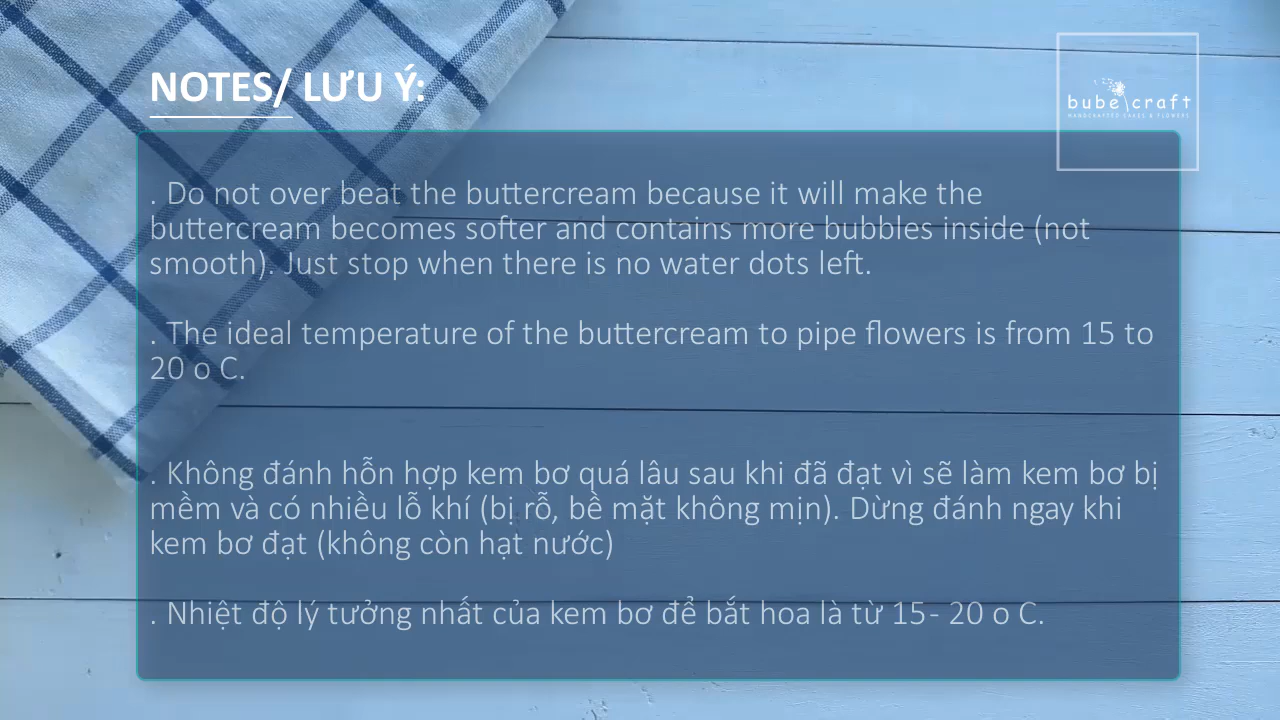 NOTES/ LƯU Ý:
bube craft
HANDCRAFTED CAKES & FLOWERS
. Do not over beat the buttercream because it will make the
buttercream becomes softer and contains more bubbles inside (not
smooth). Just stop when there is no water dots left.
. The ideal temperature of the buttercream to pipe flowers is from 15 to
20 o C.
. Không đánh hỗn hợp kem bơ quá lâu sau khi đã đạt vì sẽ làm kem bơ bị
mềm và có nhiều lỗ khí (bị rỗ, bề mặt không mịn). Dừng đánh ngay khi
kem bơ đạt (không còn hạt nước)
. Nhiệt độ lý tưởng nhất của kem bơ để bắt hoa là từ 15- 20 o C.